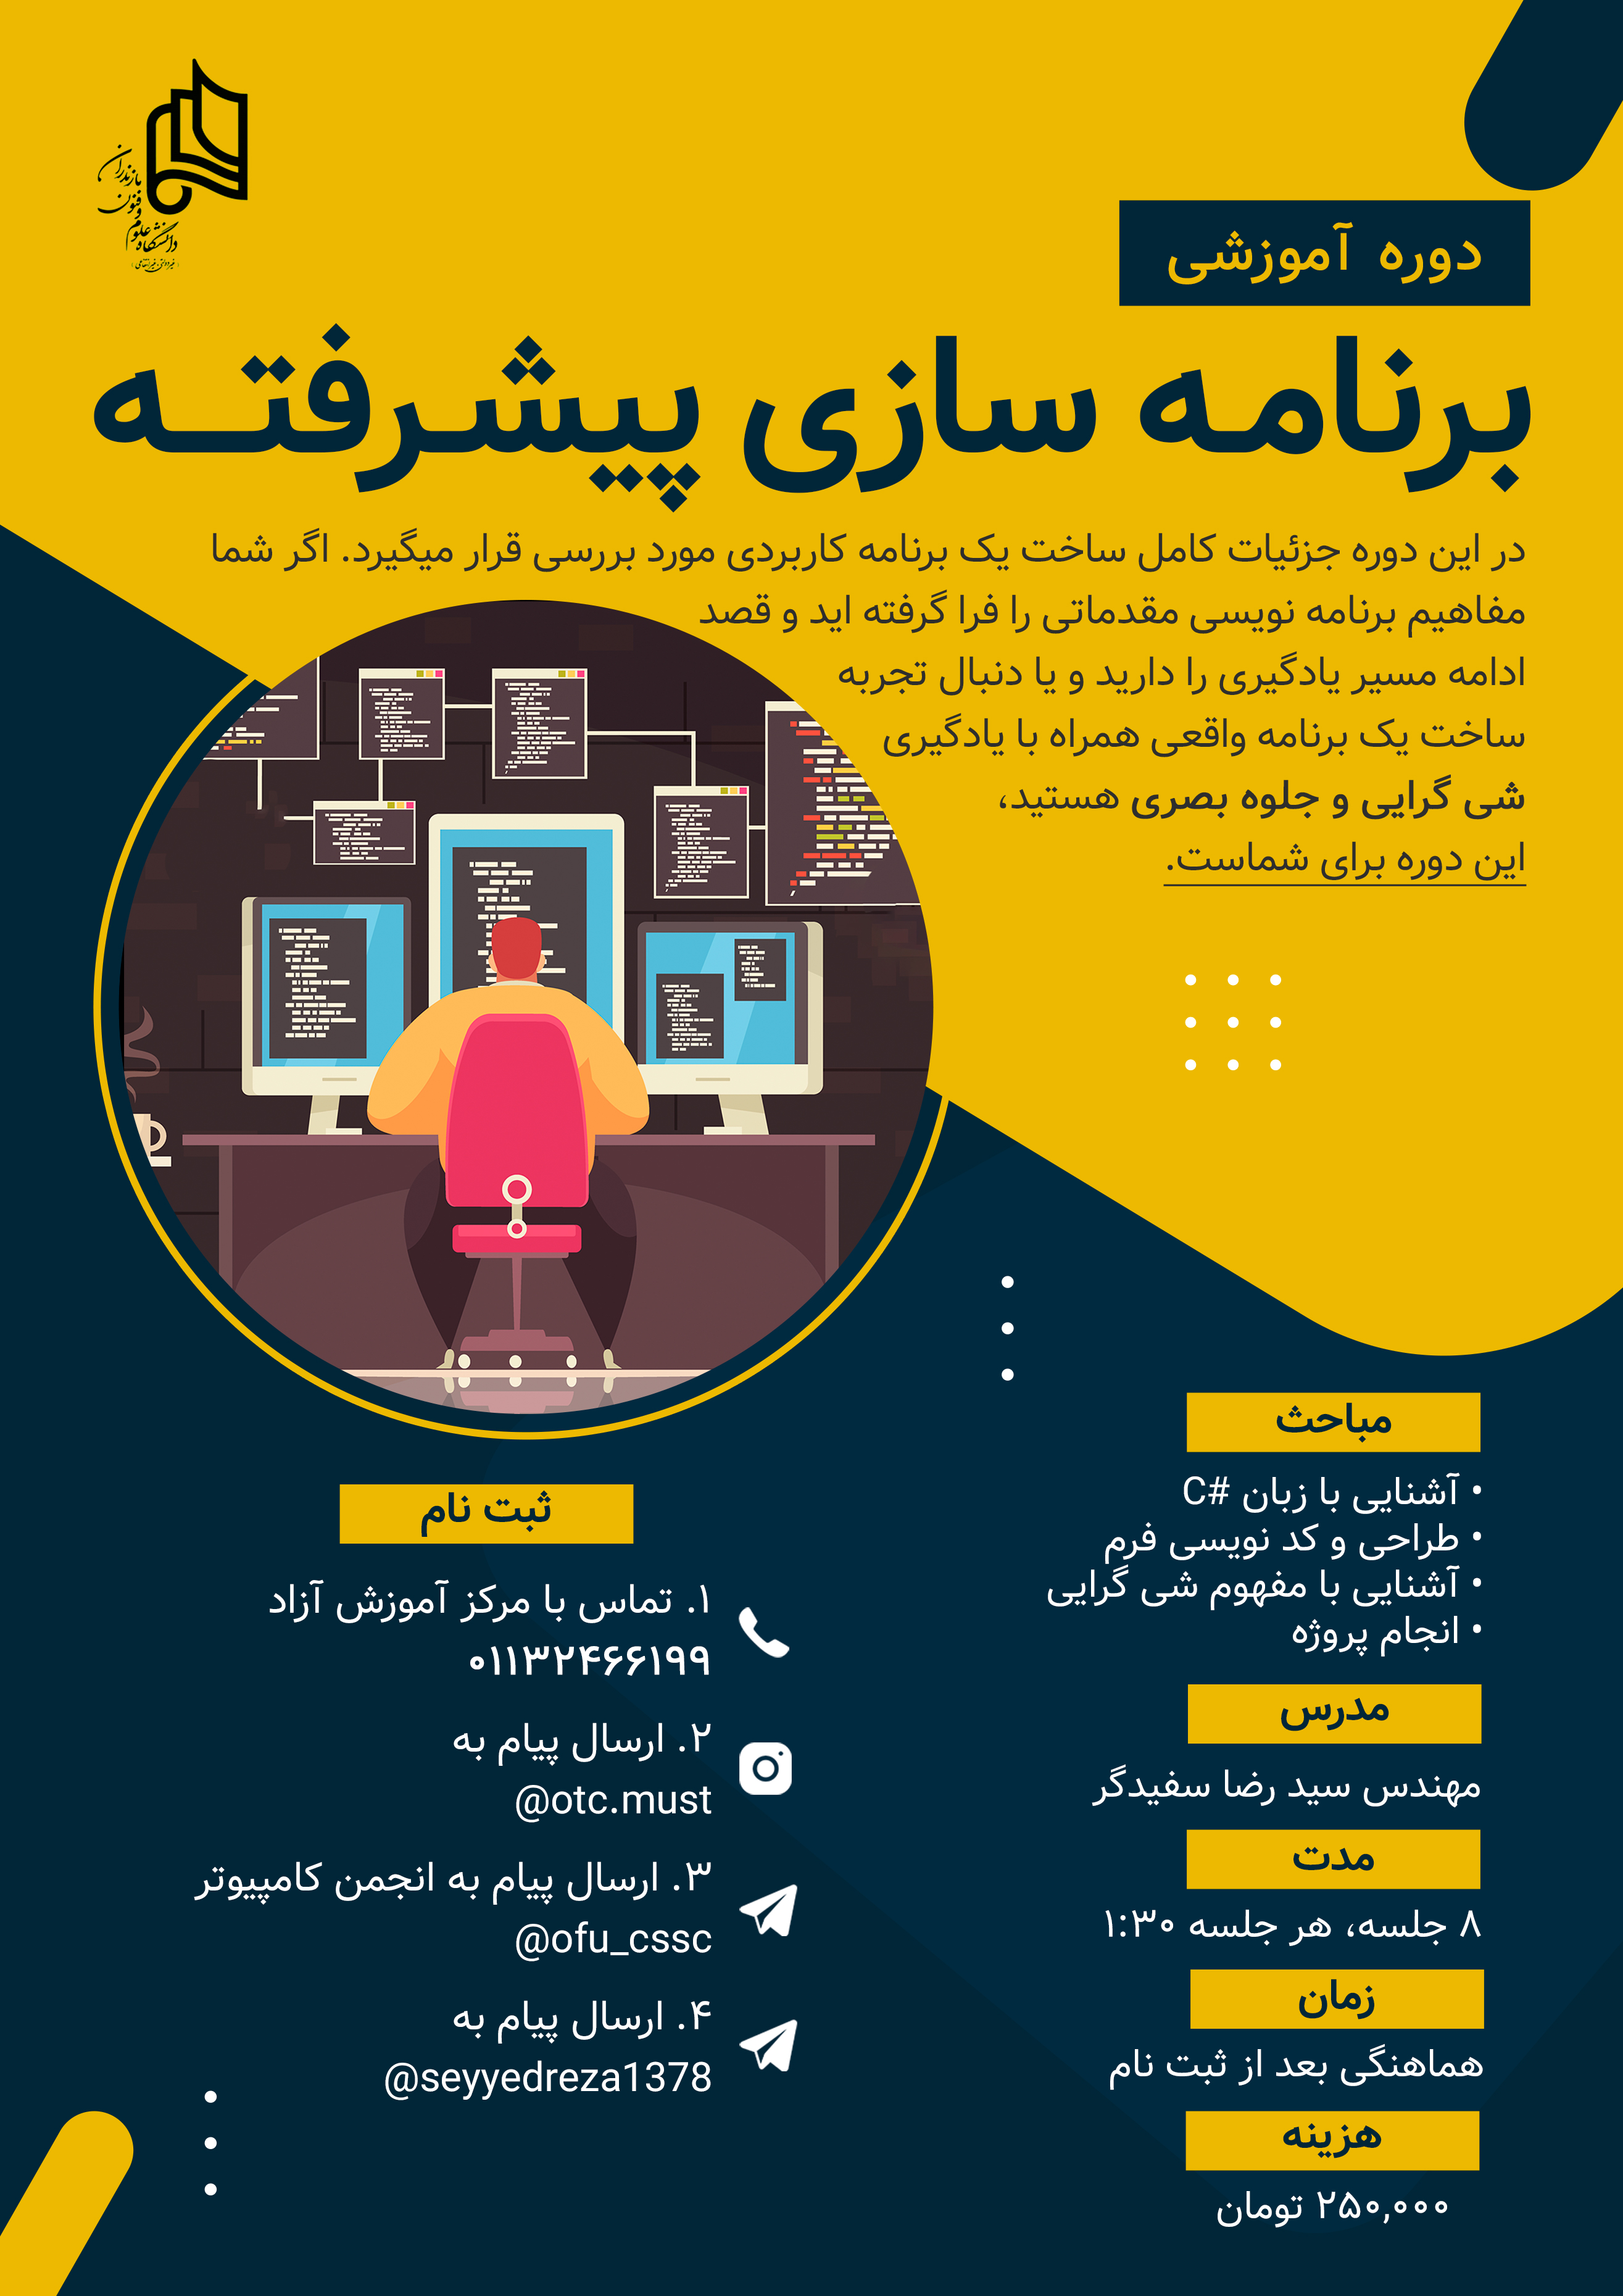 مازندران
و فنون
دانشگاه علوم
(غیردولتی-غیرانتفاعی)
دوره آموزشی
برنامه سازی پیشرفته
در این دوره جزئیات کامل ساخت یک برنامه کاربردی مورد بررسی قرار میگیرد. اگر شما
مفاهیم برنامه نویسی مقدماتی را فرا گرفته اید و قصد
ادامه مسیر یادگیری را دارید و یا دنبال تجربه
ساخت یک برنامه واقعی همراه با یادگیری
شی گرایی و جلوه بصری هستید،
این دوره برای شماست.
مباحث
• آشنایی با زبان C#
• طراحی و کد نویسی فرم
• آشنایی با مفهوم شی گرایی
• انجام پروژه
مدرس
مهندس سید رضا سفیدگر
مدت
۸ جلسه، هر جلسه ۱:۳۰
زمان
هماهنگی بعد از ثبت نام
هزینه
۲۵۰,۰۰۰ تومان
ثبت نام
۱. تماس با مرکز آموزش آزاد
۰۱۱۳۲۴۶۶۱۹۹
۲. ارسال پیام به
@otc.must
۳. ارسال پیام به انجمن کامپیوتر
@ofu_cssc
۴. ارسال پیام به
@seyyedreza1378